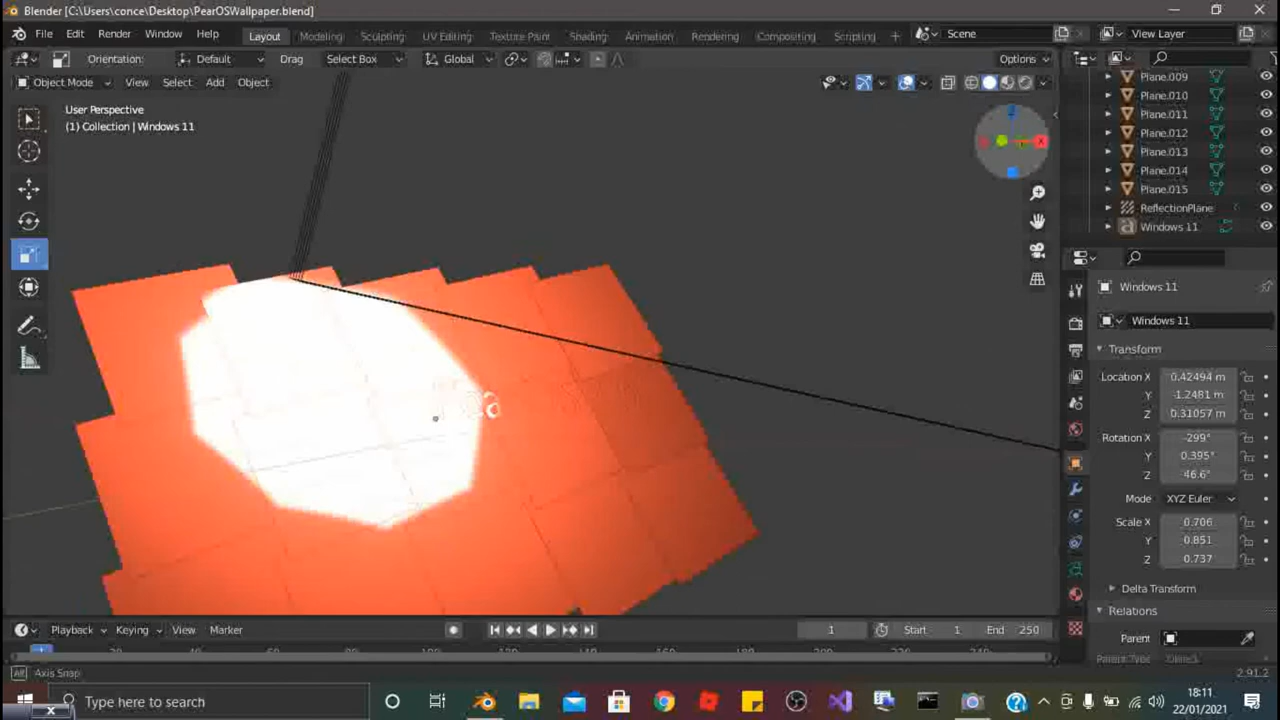 Blender [C:\Users\conce\Desktop\PearOSWallpaper.blend]
File Edit Render Window Help Layout Modeling Sculpting UV Editing Texture Paint Shading Animation Rendering Compositing Scripting + Scene View Layer
Orientation: Default Drag Select Box Global Options
Object Mode View Select Add Object
User Perspective
(1) Collection | Windows 11
X
Plane.009
Plane.010
Plane.011
Plane.012
Plane.013
Plane.014
Plane.015
ReflectionPlane
Windows 11
Windows 11
Windows 11
Transform
Location X 0.42494 m
Y -1.2481 m
Z 0.31057 m
Rotation X -299°
Y 0.395°
Z 46.6°
Mode XYZ Euler
Scale X 0.706
Y 0.851
Z 0.737
Delta Transform
Relations
Parent
Parent Type
Playback Keying View Marker 1 Start 1 End 250
Axis Snap 2.91.2
Type here to search
18:11
22/01/2021